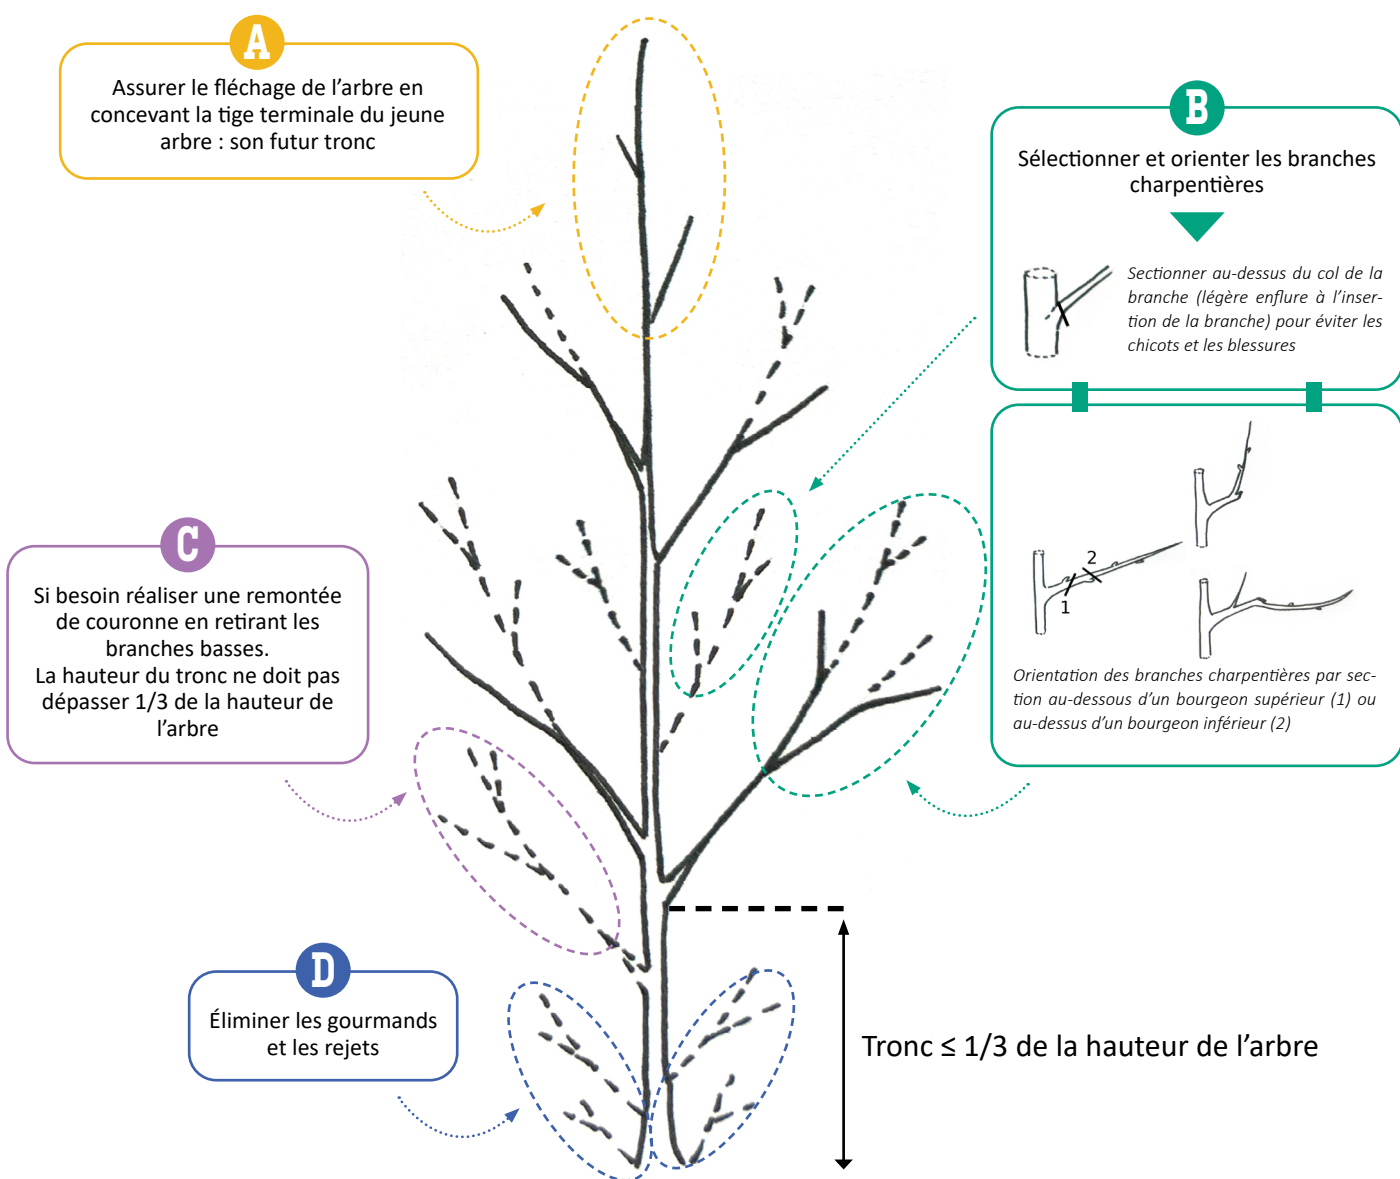 A
Assurer le fléchage de l’arbre en
concevant la tige terminale du jeune
arbre : son futur tronc
B
Sélectionner et orienter les branches
charpentières
Sectionner au-dessus du col de la
branche (légère enflure à l’inser-
tion de la branche) pour éviter les
chicots et les blessures
2
1
Orientation des branches charpentières par sec-
tion au-dessous d’un bourgeon supérieur (1) ou
au-dessus d’un bourgeon inférieur (2)
C
Si besoin réaliser une remontée
de couronne en retirant les
branches basses.
La hauteur du tronc ne doit pas
dépasser 1/3 de la hauteur de
l’arbre
D
Éliminer les gourmands
et les rejets
Tronc ≤ 1/3 de la hauteur de l’arbre